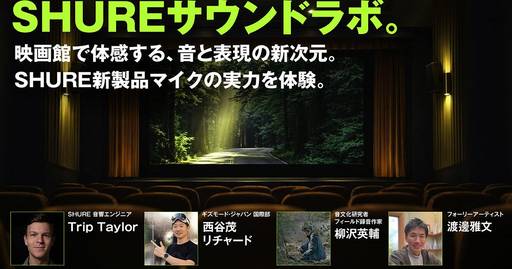 SHUREサウンドラボ。
映画館で体感する、音と表現の新次元。
SHURE新製品マイクの実力を体験。
SHURE 音響エンジニア
Trip Taylor
ギズモード・ジャパン 国際部
西谷茂
リチャード
音文化研究者
フィールド録音作家
柳沢英輔
フォーリーアーティスト
渡邊雅文